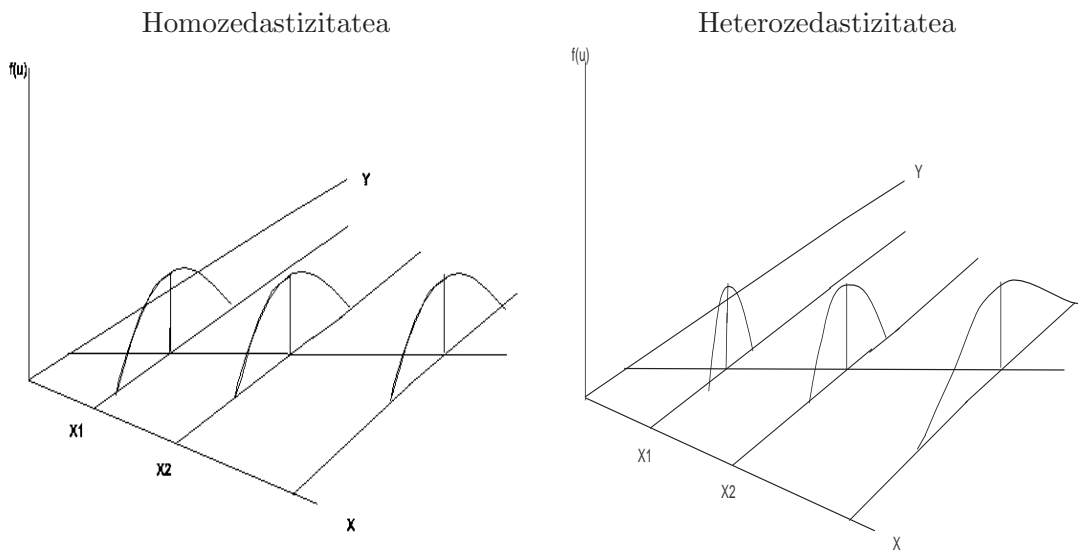 Homozedastizitatea
f(u)
Y
X1
X2
X
Heterozedastizitatea
f(u)
Y
X1
X2
X